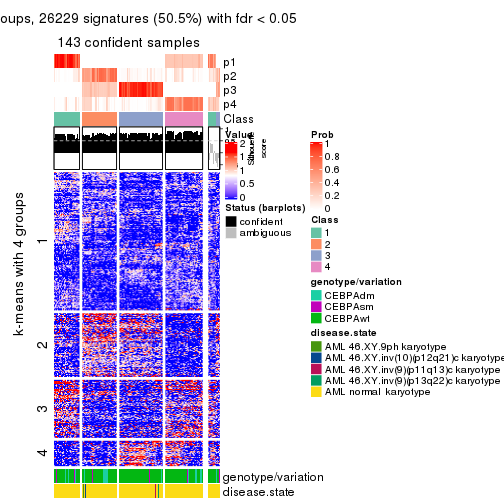 oups, 26229 signatures (50.5%) with fdr < 0.05
143 confident samples
p1
p2
p3
p4
Class
Silhouette
score
k-means with 4 groups
1
2
3
4
genotype/variation
disease.state
Value
2
1.5
1
0.5
0
Status (barplots)
confident
ambiguous
Prob
1
0.8
0.6
0.4
0.2
0
Class
1
2
3
4
genotype/variation
CEBPAdm
CEBPAsm
CEBPAwt
disease.state
AML 46.XY.9ph karyotype
AML 46.XY.inv(10)(p12q21)c karyotype
AML 46.XY.inv(9)(p11q13)c karyotype
AML 46.XY.inv(9)(p13q22)c karyotype
AML normal karyotype